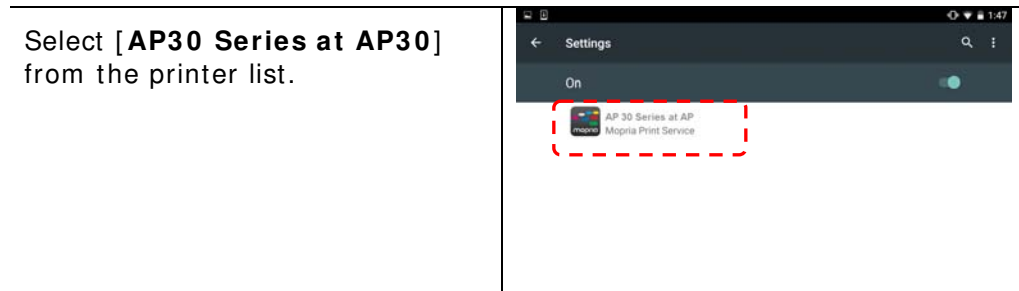 Select [AP30 Series at AP30]
from the printer list.
1:47
Settings
On
AP 30 Series at AP
mopria
Mopria Print Service